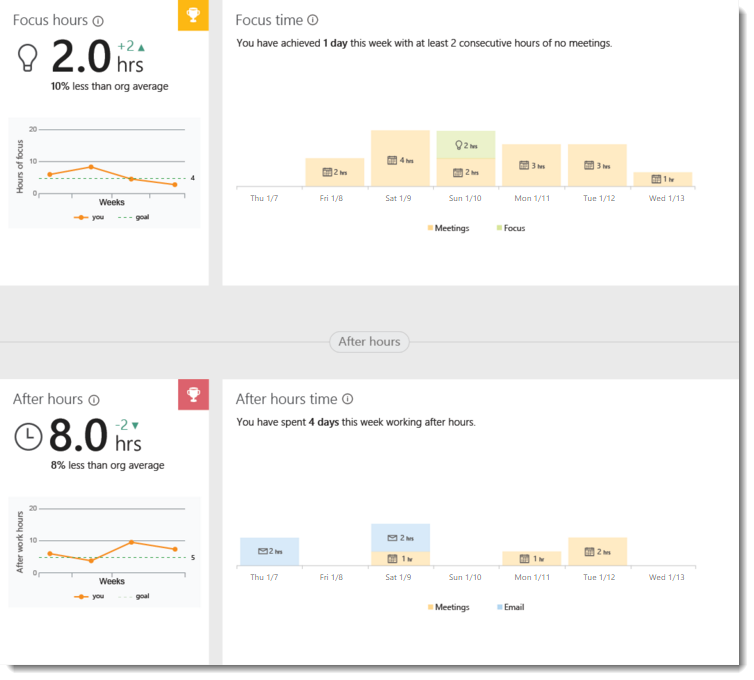 Focus hours
2.0 +2
hrs
10% less than org average
20
10
0
4
Hours of focus
Weeks
you goal
Focus time
You have achieved 1 day this week with at least 2 consecutive hours of no meetings.
2 hrs
4 hrs
2 hrs
2 hrs
3 hrs
3 hrs
1 hr
Thu 1/7 Fri 1/8 Sat 1/9 Sun 1/10 Mon 1/11 Tue 1/12 Wed 1/13
Meetings Focus
After hours
After hours
8.0 -2
hrs
8% less than org average
20
10
0
5
After work hours
Weeks
you goal
After hours time
You have spent 4 days this week working after hours.
2 hrs
2 hrs
1 hr
1 hr
2 hrs
Thu 1/7 Fri 1/8 Sat 1/9 Sun 1/10 Mon 1/11 Tue 1/12 Wed 1/13
Meetings Email